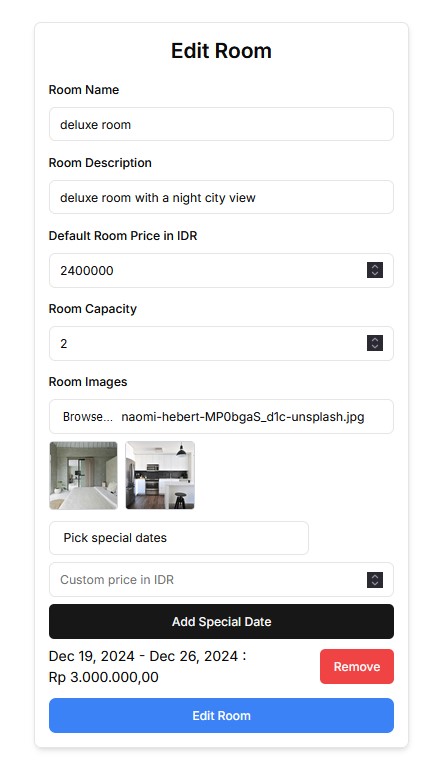 Edit Room
Room Name
deluxe room
Room Description
deluxe room with a night city view
Default Room Price in IDR
2400000
Room Capacity
2
Room Images
Browse... naomi-hebert-MP0bgaS_d1c-unsplash.jpg
Pick special dates
Custom price in IDR
Add Special Date
Dec 19, 2024 - Dec 26, 2024 :
Rp 3.000.000,00
Remove
Edit Room